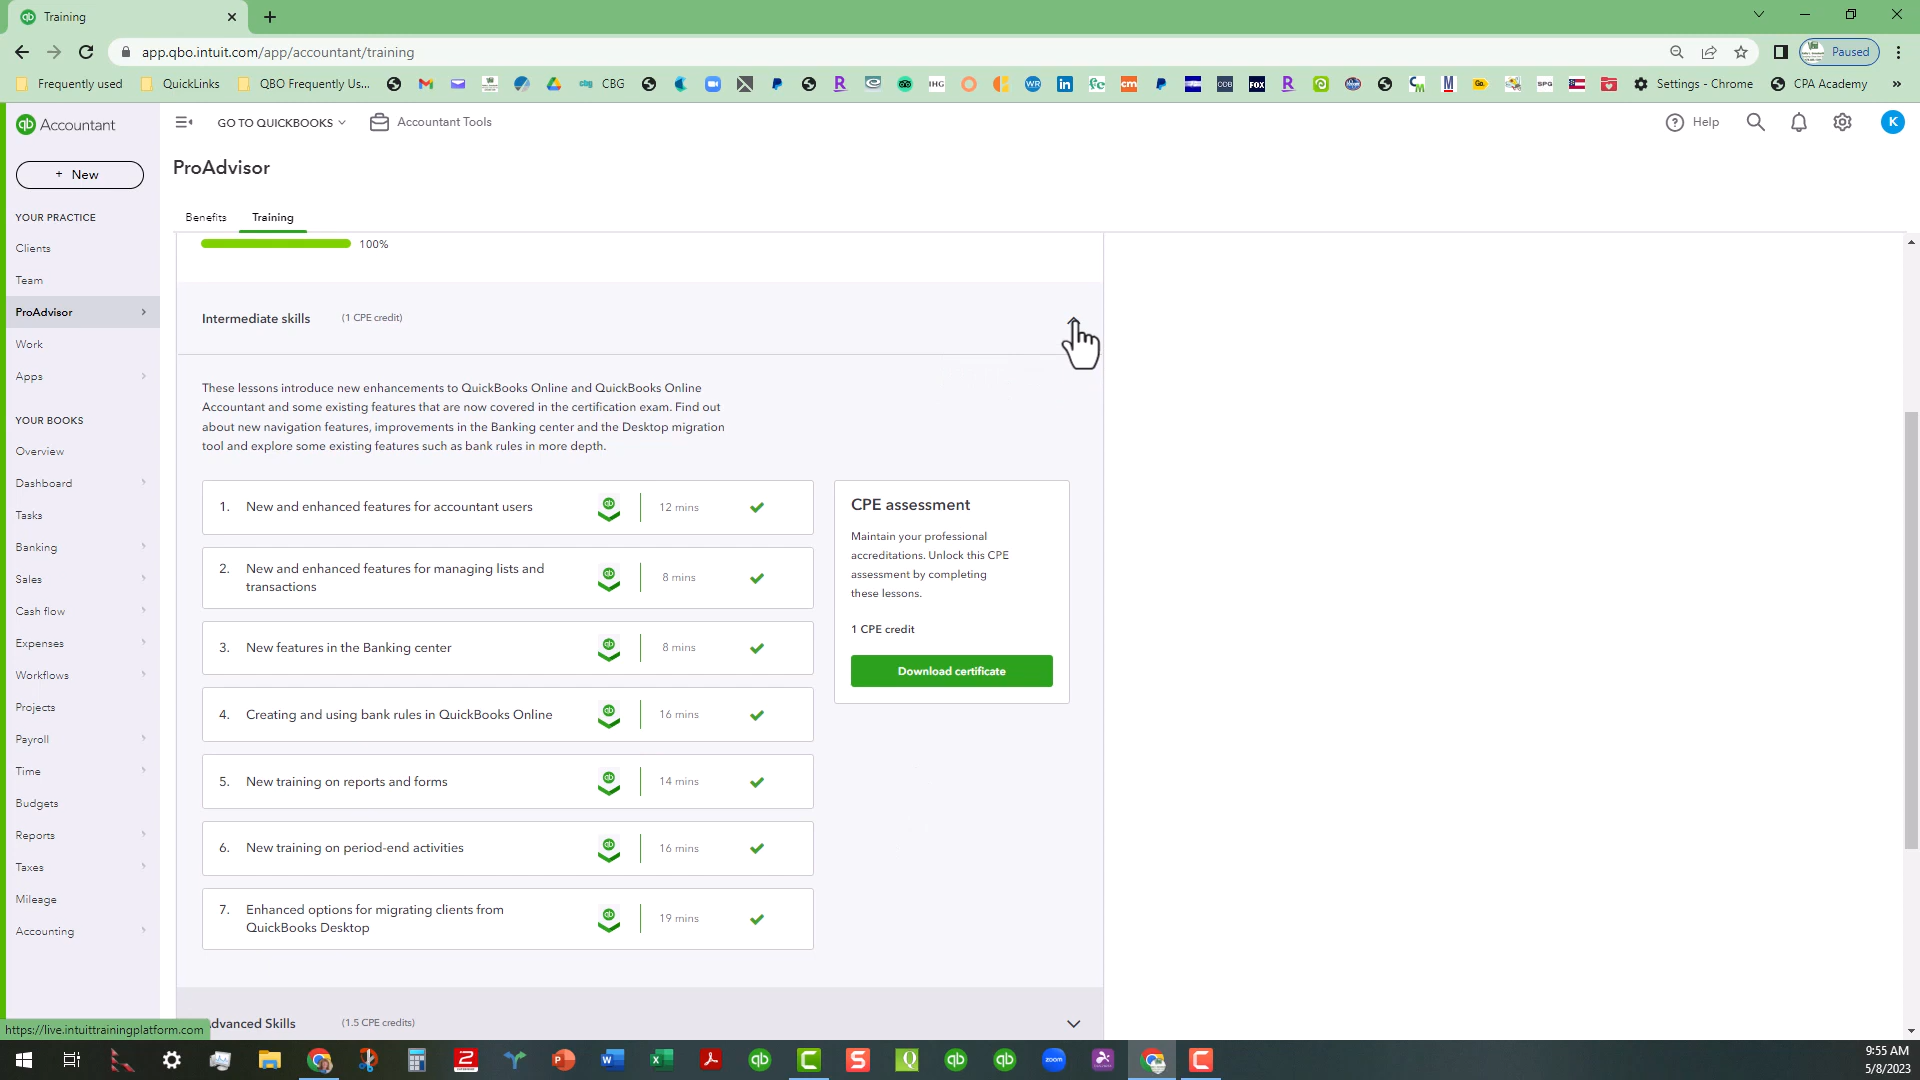 Training
app.qbo.intuit.com/app/accountant/training
Paused
Frequently used
QuickLinks
QBO Frequently Us...
CBG
Settings - Chrome
CPA Academy
»
qb Accountant
GO TO QUICKBOOKS
Accountant Tools
Help
K
+ New
ProAdvisor
Benefits
Training
YOUR PRACTICE
Clients
Team
ProAdvisor
Work
Apps
YOUR BOOKS
Overview
Dashboard
Tasks
Banking
Sales
Cash flow
Expenses
Workflows
Projects
Payroll
Time
Budgets
Reports
Taxes
Mileage
Accounting
100%
Intermediate skills (1 CPE credit)
These lessons introduce new enhancements to QuickBooks Online and QuickBooks Online
Accountant and some existing features that are now covered in the certification exam. Find out
about new navigation features, improvements in the Banking center and the Desktop migration
tool and explore some existing features such as bank rules in more depth.
1. New and enhanced features for accountant users 12 mins
2. New and enhanced features for managing lists and
transactions
8 mins
3. New features in the Banking center 8 mins
4. Creating and using bank rules in QuickBooks Online 16 mins
5. New training on reports and forms 14 mins
6. New training on period-end activities 16 mins
7. Enhanced options for migrating clients from
QuickBooks Desktop
19 mins
CPE assessment
Maintain your professional
accreditations. Unlock this CPE
assessment by completing
these lessons.
1 CPE credit
Download certificate
dvanced Skills (1.5 CPE credits)
https://live.intuittrainingplatform.com
9:55 AM
5/8/2023